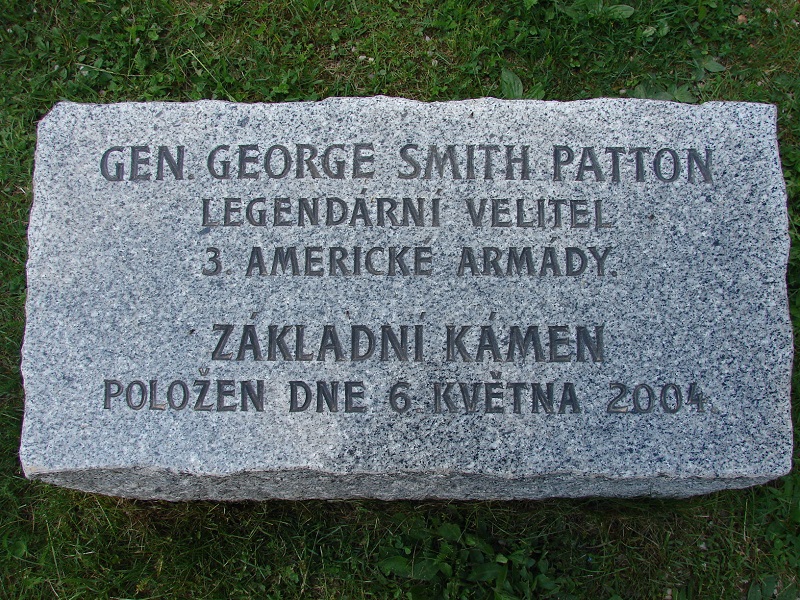 GEN. GEORGE SMITH PATTON
LEGENDÁRNÍ VELITEL
3. AMERICKÉ ARMÁDY.
ZÁKLADNÍ KÁMEN
POLOŽEN DNE 6. KVĚTNA 2004.